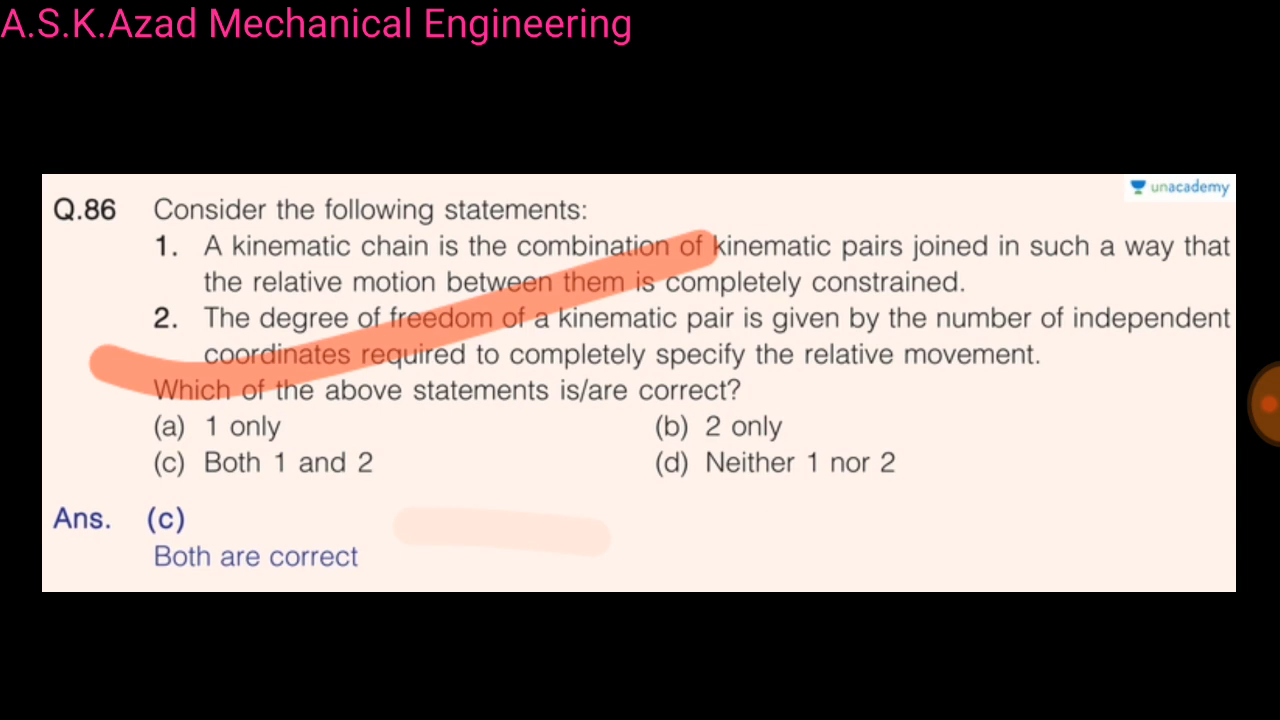 A.S.K.Azad Mechanical Engineering
unacademy
Q.86 Consider the following statements:
1. A kinematic chain is the combination of kinematic pairs joined in such a way that
the relative motion between them is completely constrained.
2. The degree of freedom of a kinematic pair is given by the number of independent
coordinates required to completely specify the relative movement.
Which of the above statements is/are correct?
(a) 1 only (b) 2 only
(c) Both 1 and 2 (d) Neither 1 nor 2
Ans. (c)
Both are correct